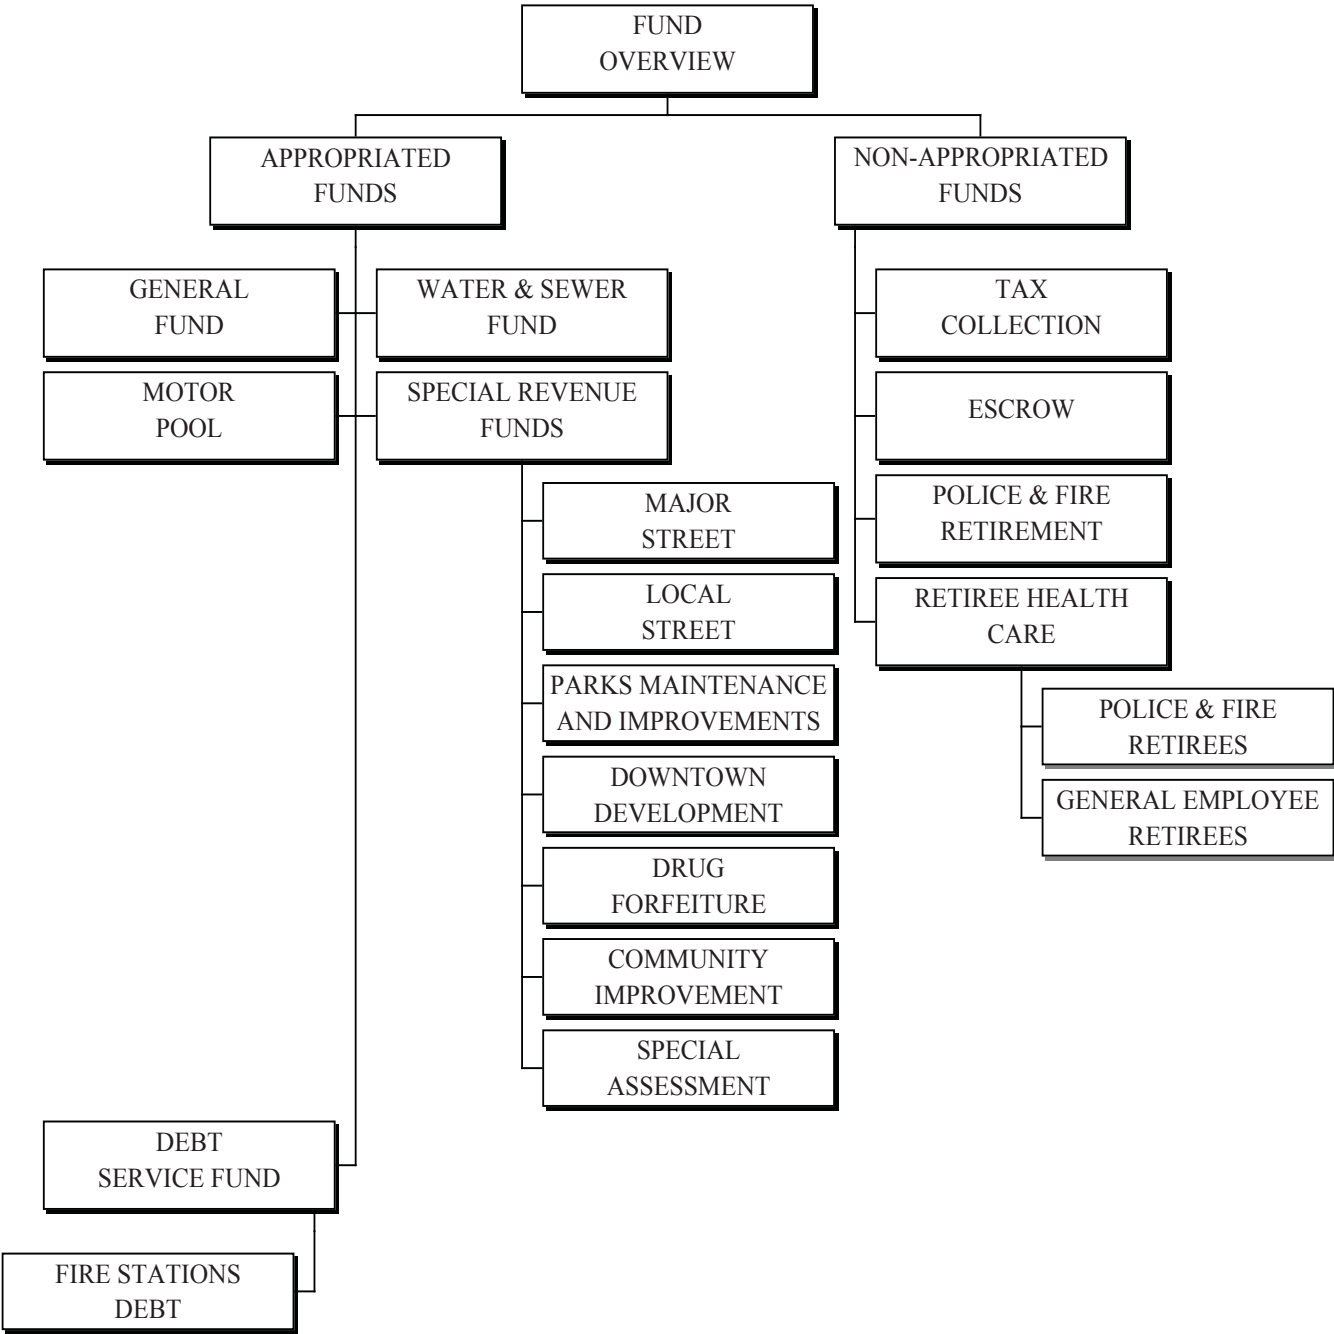 FUND
OVERVIEW
APPROPRIATED
FUNDS
NON-APPROPRIATED
FUNDS
GENERAL
FUND
WATER & SEWER
FUND
TAX
COLLECTION
MOTOR
POOL
SPECIAL REVENUE
FUNDS
ESCROW
MAJOR
STREET
POLICE & FIRE
RETIREMENT
LOCAL
STREET
RETIREE HEALTH
CARE
PARKS MAINTENANCE
AND IMPROVEMENTS
POLICE & FIRE
RETIREES
DOWNTOWN
DEVELOPMENT
GENERAL EMPLOYEE
RETIREES
DRUG
FORFEITURE
COMMUNITY
IMPROVEMENT
SPECIAL
ASSESSMENT
DEBT
SERVICE FUND
FIRE STATIONS
DEBT